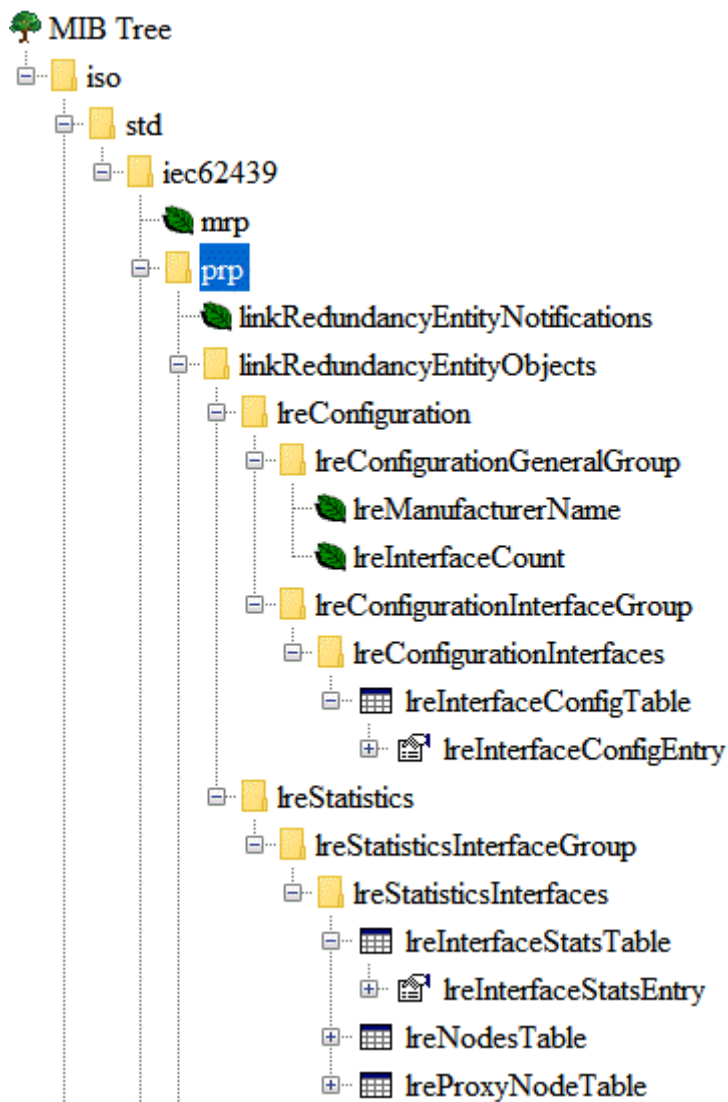 MIB Tree
iso
std
iec62439
mrp
prp
linkRedundancyEntityNotifications
linkRedundancyEntityObjects
lreConfiguration
lreConfigurationGeneralGroup
lreManufacturerName
lreInterfaceCount
lreConfigurationInterfaceGroup
lreConfigurationInterfaces
lreInterfaceConfigTable
lreInterfaceConfigEntry
lreStatistics
lreStatisticsInterfaceGroup
lreStatisticsInterfaces
lreInterfaceStatsTable
lreInterfaceStatsEntry
lreNodesTable
lreProxyNodeTable